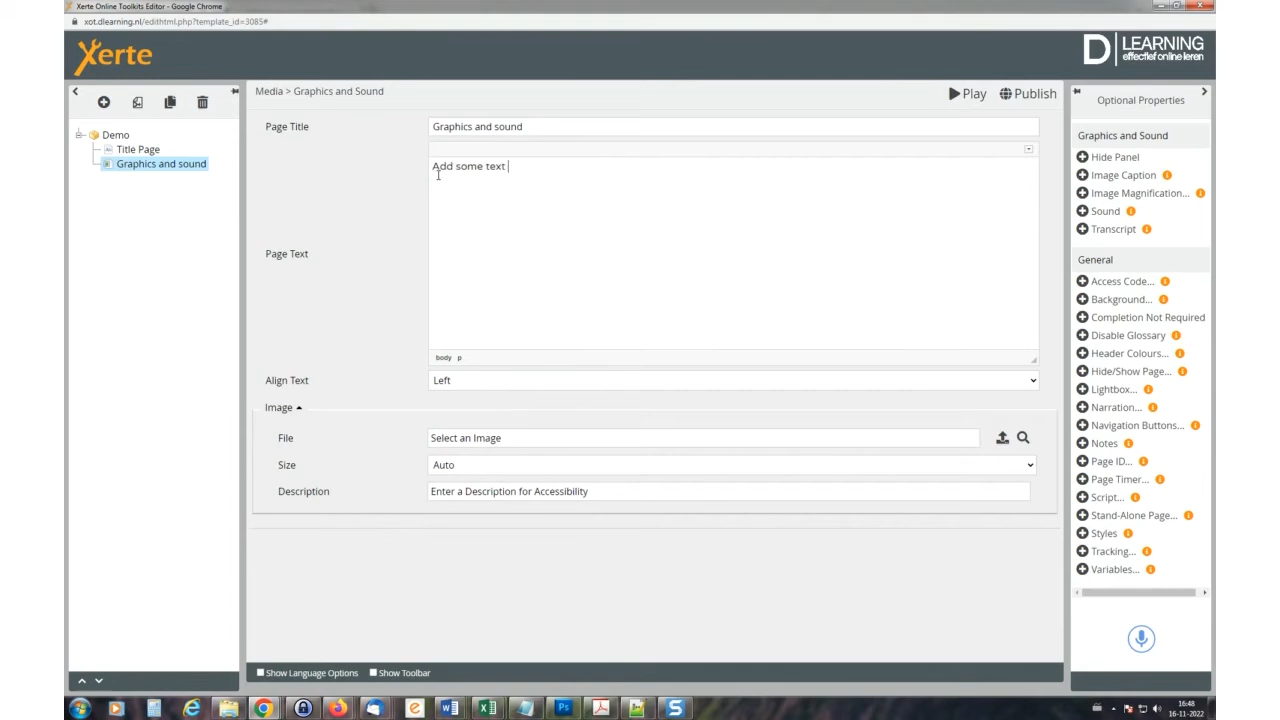 Xerte Online Toolkits Editor - Google Chrome
xot.dlearning.nl/edithtml.php?template_id=3085#
Xerte
D LEARNING
effectief online leren
Demo
Title Page
Graphics and sound
Media > Graphics and Sound
Play
Publish
Page Title
Graphics and sound
Add some text
Page Text
body p
Align Text
Left
Image
File
Select an Image
Size
Auto
Description
Enter a Description for Accessibility
Show Language Options
Show Toolbar
Optional Properties
Graphics and Sound
Hide Panel
Image Caption
Image Magnification...
Sound
Transcript
General
Access Code...
Background...
Completion Not Required
Disable Glossary
Header Colours...
Hide/Show Page...
Lightbox...
Narration...
Navigation Buttons...
Notes
Page ID...
Page Timer...
Script...
Stand-Alone Page...
Styles
Tracking...
Variables...
16:48
16-11-2022